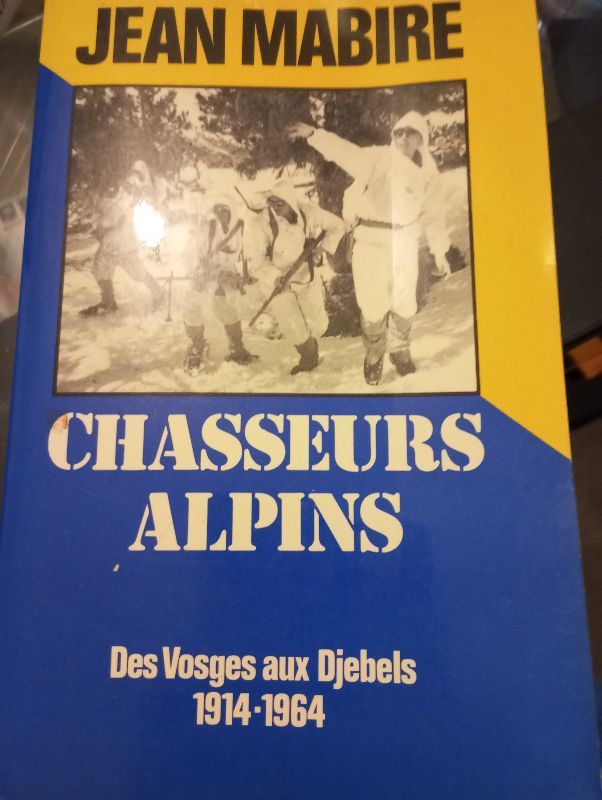 JEAN MABIRE
CHASSEURS
ALPINS
Des Vosges aux Djebels
1914-1964